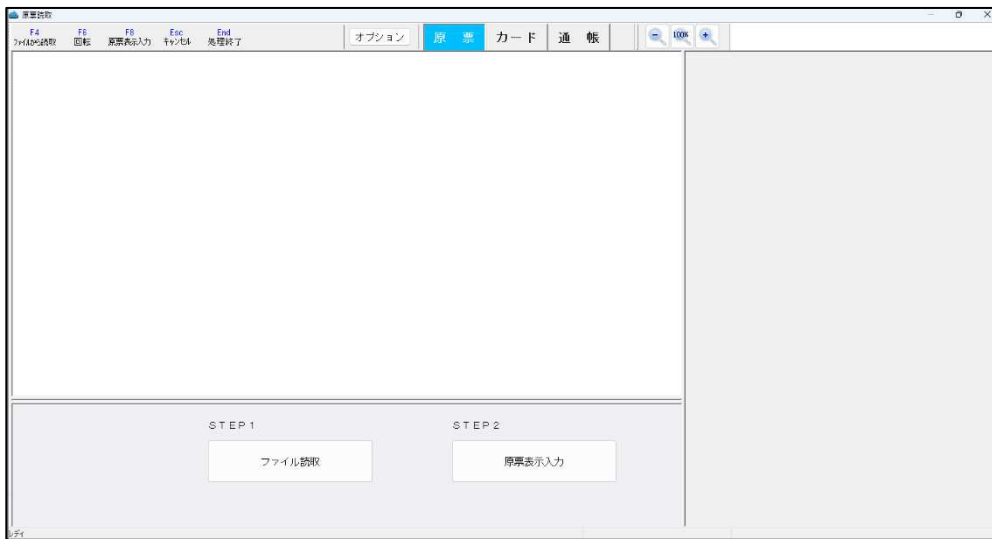 原票読取
F4 F6 F8 Esc End
ファイルから読取 回転 原票表示入力 キャンセル 処理終了
オプション 原 票 カード 通 帳 100%
STEP1 STEP2
ファイル読取 原票表示入力
レディ